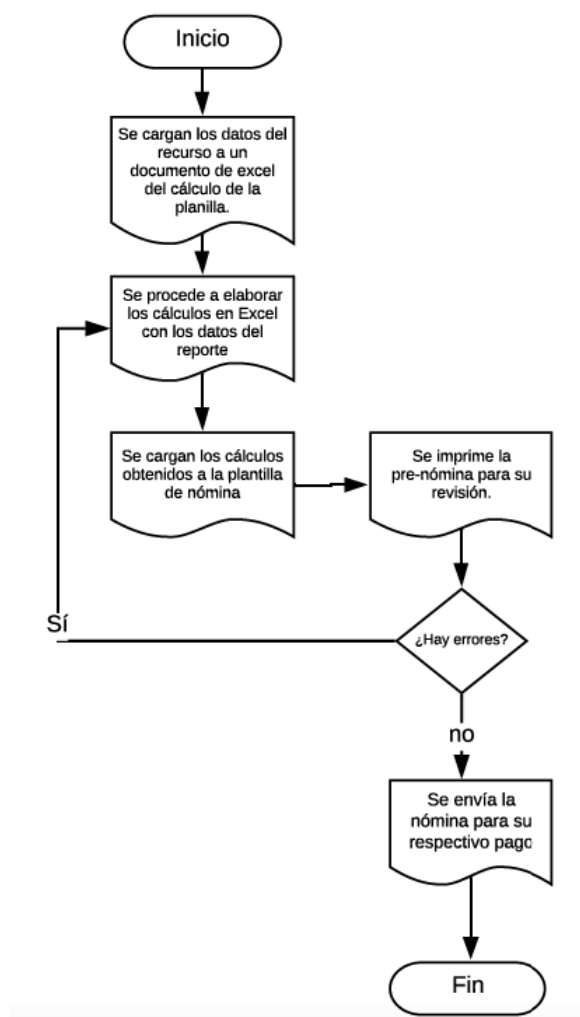 Inicio
Se cargan los datos del
recurso a un
documento de excel
del cálculo de la
planilla.
Se procede a elaborar
los cálculos en Excel
con los datos del
reporte
Se cargan los cálculos
obtenidos a la plantilla
de nómina
Se imprime la
pre-nómina para su
revisión.
¿Hay errores?
Sí
no
Se envía la
nómina para su
respectivo pago
Fin